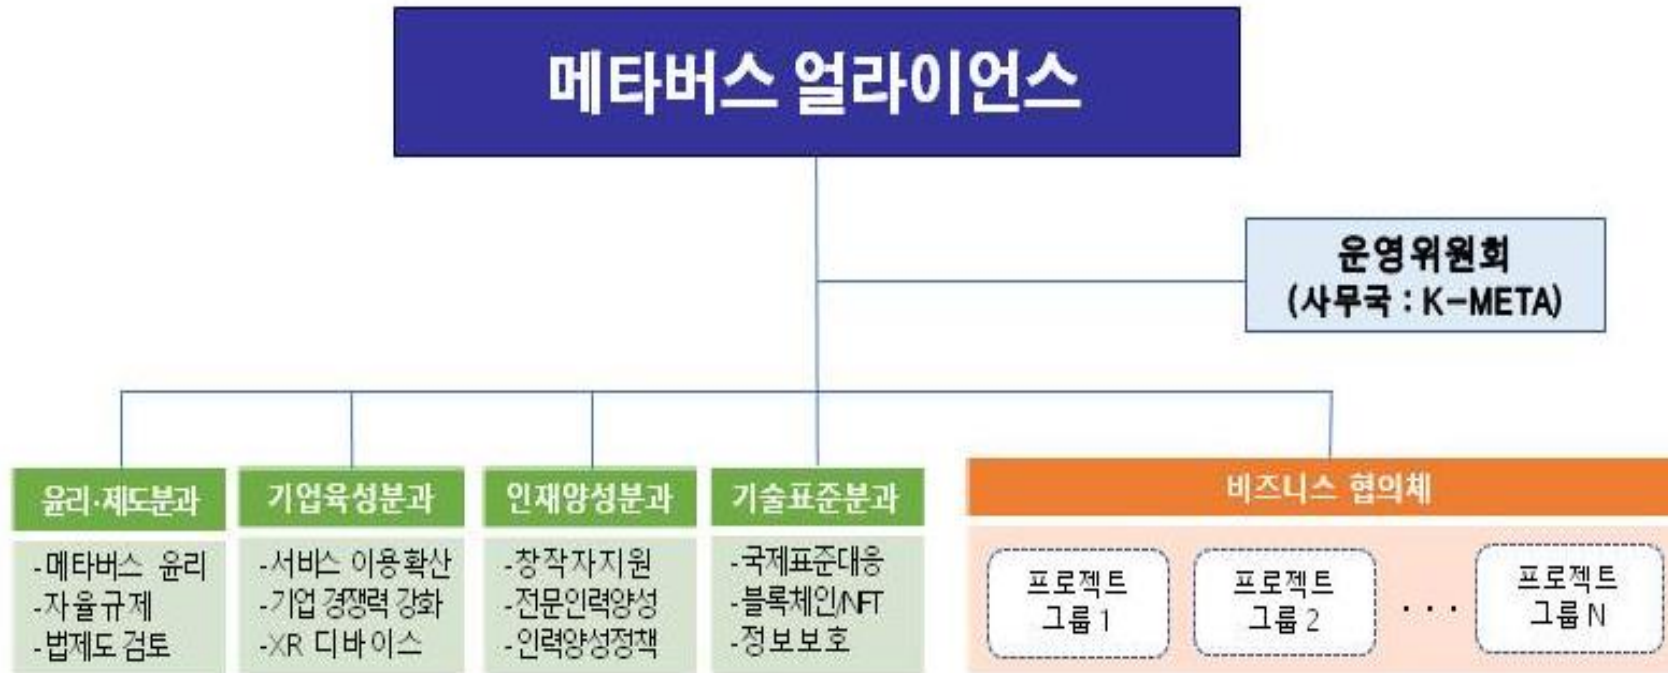 메타버스 얼라이언스
운영위원회
(사무국 : K-META)
윤리·제도분과
-메타버스 윤리
-자율규제
-법제도 검토
기업육성분과
-서비스 이용확산
-기업 경쟁력 강화
-XR 디바이스
인재양성분과
-창작자지원
-전문인력양성
-인력양성정책
기술표준분과
-국제표준대응
-블록체인/NFT
-정보보호
비즈니스 협의체
프로젝트
그룹 1
프로젝트
그룹 2
· · · ·
프로젝트
그룹 N